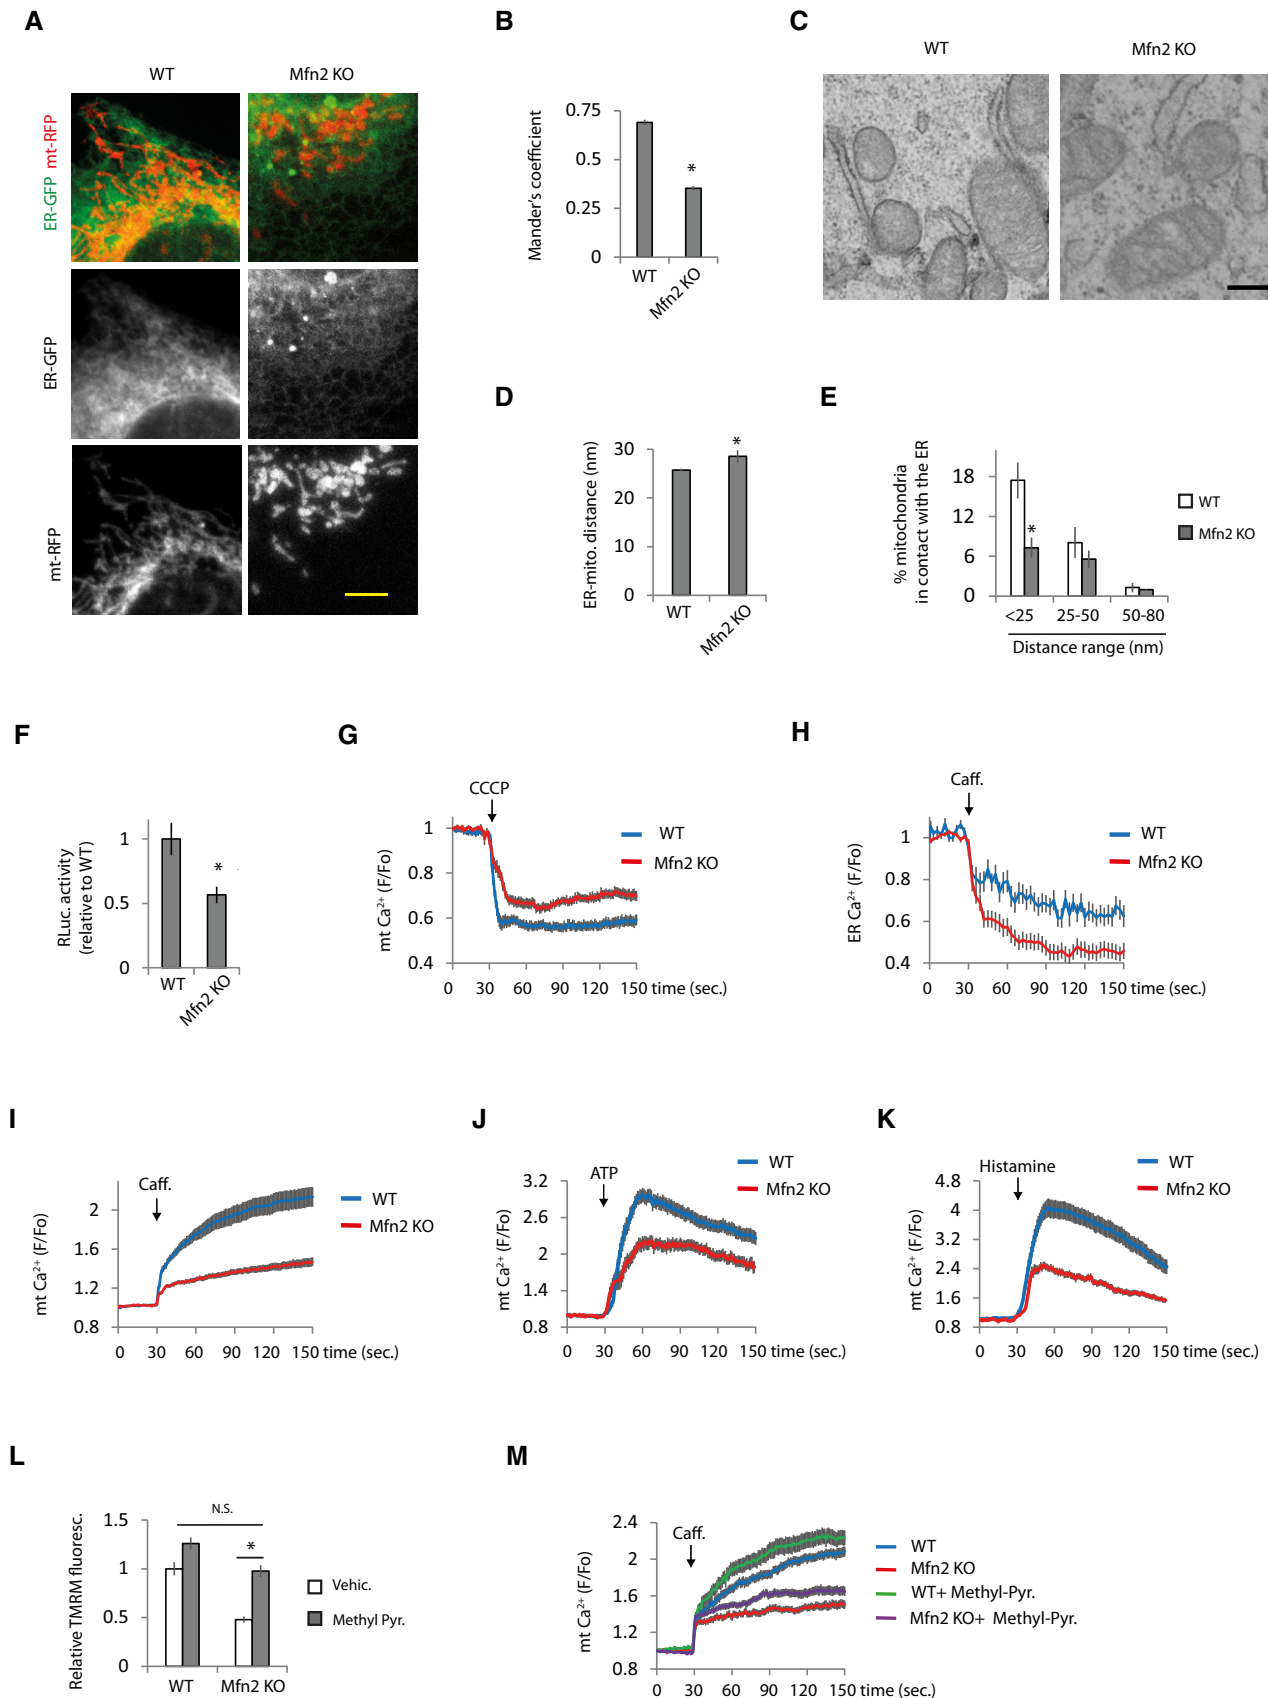 A
WT
Mfn2 KO
ER-GFP mt-RFP
ER-GFP
mt-RFP
B
Mander's coefficient
0.75
0.5
0.25
0
WT
Mfn2 KO
*
C
WT
Mfn2 KO
D
ER-mito. distance (nm)
30
20
10
0
WT
Mfn2 KO
*
E
% mitochondria
in contact with the ER
18
12
6
0
*
<25 25-50 50-80
Distance range (nm)
WT
Mfn2 KO
F
RLuc. activity
(relative to WT)
1
0.5
0
*
WT
Mfn2 KO
G
CCCP
mt Ca²⁺ (F/Fo)
1
0.8
0.6
0.4
0 30 60 90 120 150 time (sec.)
WT
Mfn2 KO
H
Caff.
ER Ca²⁺ (F/Fo)
1
0.8
0.6
0.4
0 30 60 90 120 150 time (sec.)
WT
Mfn2 KO
I
Caff.
mt Ca²⁺ (F/Fo)
2
1.6
1.2
0.8
0 30 60 90 120 150 time (sec.)
WT
Mfn2 KO
J
ATP
mt Ca²⁺ (F/Fo)
3.2
2.6
2
1.4
0.8
0 30 60 90 120 150 time (sec.)
WT
Mfn2 KO
K
Histamine
mt Ca²⁺ (F/Fo)
4.8
4
3.2
2.4
1.6
0.8
0 30 60 90 120 150 time (sec.)
WT
Mfn2 KO
L
Relative TMRM fluoresc.
1.5
1
0.5
0
N.S.
*
WT Mfn2 KO
Vehic.
Methyl Pyr.
M
Caff.
mt Ca²⁺ (F/Fo)
2.4
2
1.6
1.2
0.8
0 30 60 90 120 150 time (sec.)
WT
Mfn2 KO
WT+ Methyl-Pyr.
Mfn2 KO+ Methyl-Pyr.